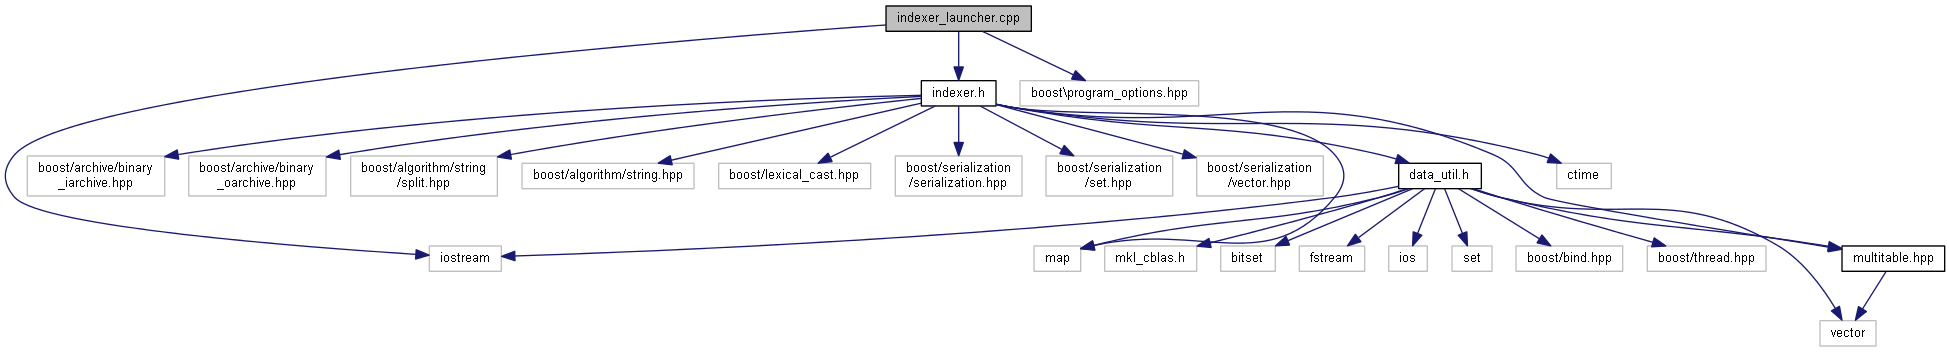 indexer_launcher.cpp
indexer.h
boost\program_options.hpp
boost/archive/binary
_iarchive.hpp
boost/archive/binary
_oarchive.hpp
boost/algorithm/string
/split.hpp
boost/algorithm/string.hpp
boost/lexical_cast.hpp
boost/serialization
/serialization.hpp
boost/serialization
/set.hpp
boost/serialization
/vector.hpp
data_util.h
ctime
iostream
map
mkl_cblas.h
bitset
fstream
ios
set
boost/bind.hpp
boost/thread.hpp
multitable.hpp
vector